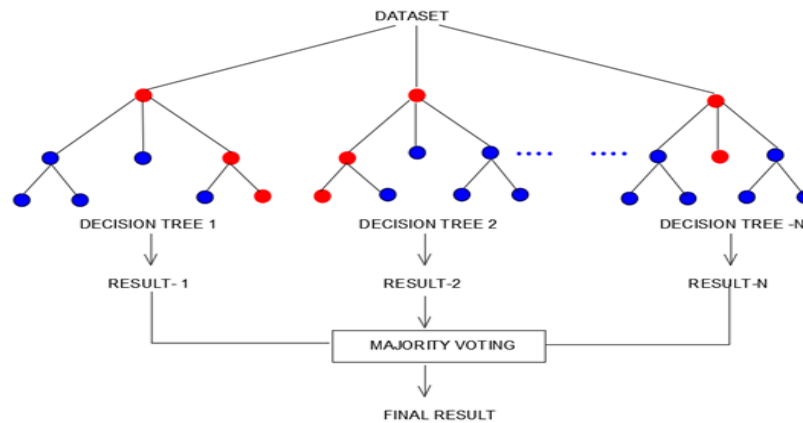 DATASET
DECISION TREE 1
DECISION TREE 2
DECISION TREE -N
RESULT- 1
RESULT-2
RESULT-N
MAJORITY VOTING
FINAL RESULT